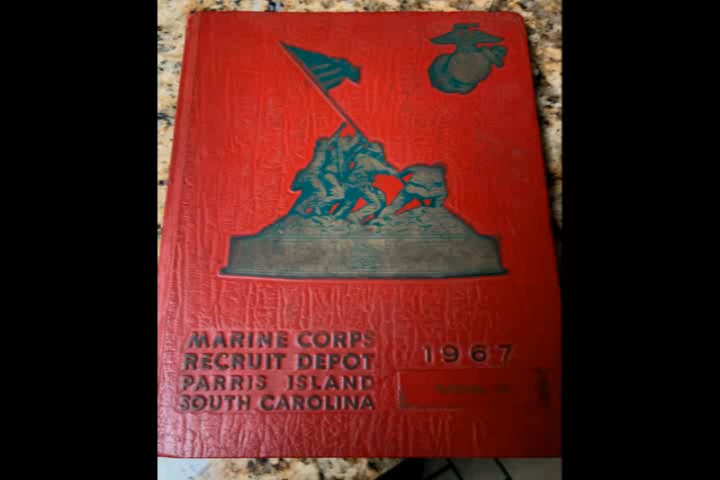 MARINE CORPS
RECRUIT DEPOT
PARRIS ISLAND
SOUTH CAROLINA
1967